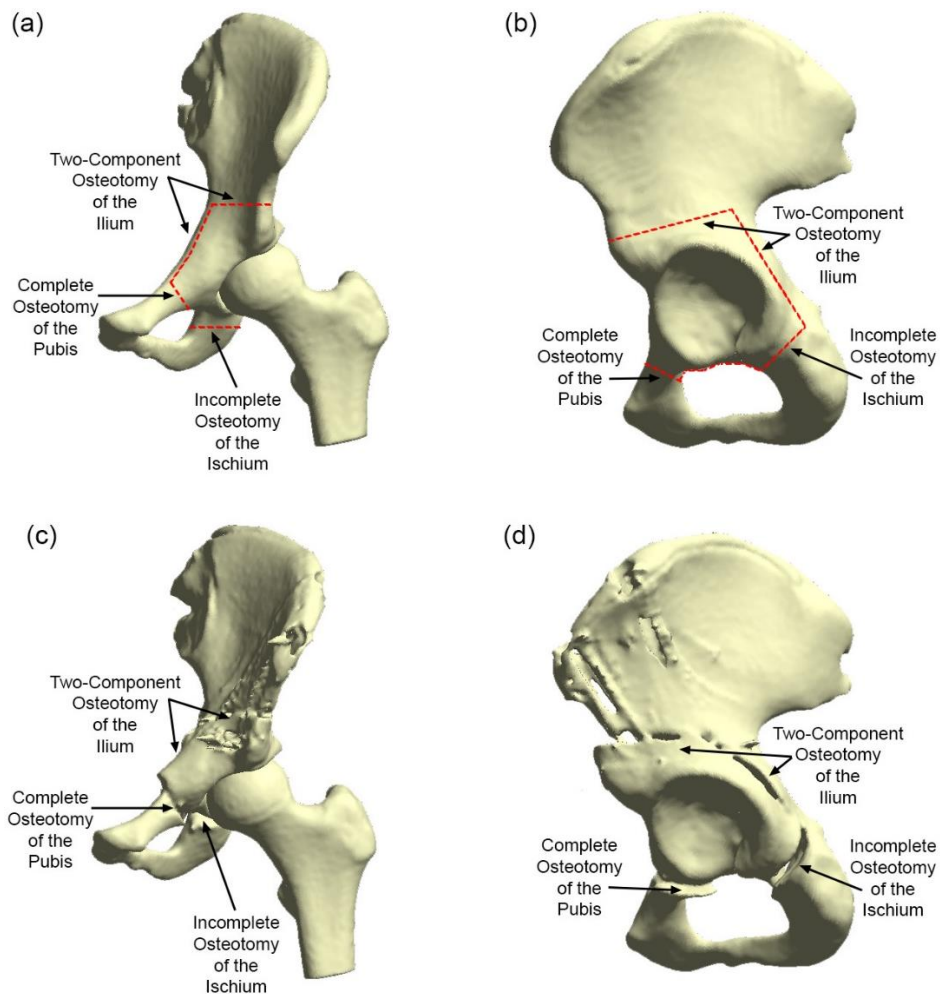 (a)
Two-Component
Osteotomy
of the
Ilium
Complete
Osteotomy
of the
Pubis
Incomplete
Osteotomy
of the
Ischium
(b)
Two-Component
Osteotomy
of the
Ilium
Complete
Osteotomy
of the
Pubis
Incomplete
Osteotomy
of the
Ischium
(c)
Two-Component
Osteotomy
of the
Ilium
Complete
Osteotomy
of the
Pubis
Incomplete
Osteotomy
of the
Ischium
(d)
Two-Component
Osteotomy
of the
Ilium
Complete
Osteotomy
of the
Pubis
Incomplete
Osteotomy
of the
Ischium